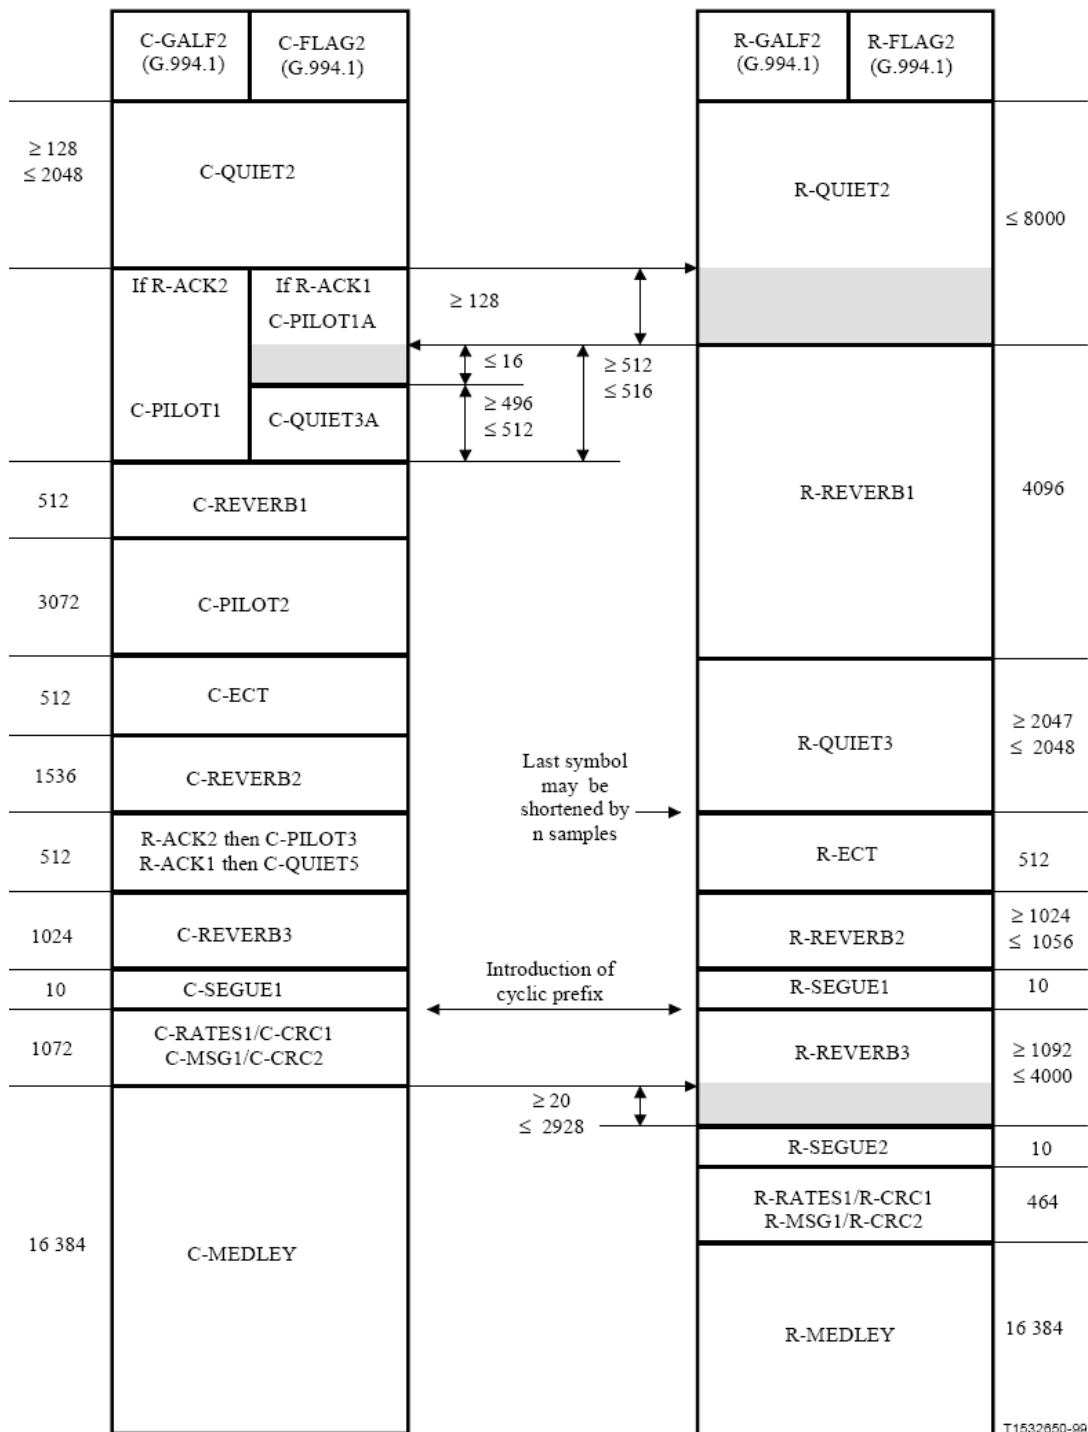 C-GALF2
(G.994.1)
C-FLAG2
(G.994.1)
R-GALF2
(G.994.1)
R-FLAG2
(G.994.1)
≥ 128
≤ 2048
C-QUIET2
R-QUIET2
≤ 8000
If R-ACK2
If R-ACK1
C-PILOT1A
≥ 128
≤ 16
≥ 512
≤ 516
C-PILOT1
C-QUIET3A
≥ 496
≤ 512
512
C-REVERB1
R-REVERB1
4096
3072
C-PILOT2
512
C-ECT
R-QUIET3
≥ 2047
≤ 2048
1536
C-REVERB2
Last symbol
may be
shortened by
n samples
512
R-ACK2 then C-PILOT3
R-ACK1 then C-QUIET5
R-ECT
512
1024
C-REVERB3
R-REVERB2
≥ 1024
≤ 1056
10
C-SEGUE1
Introduction of
cyclic prefix
R-SEGUE1
10
1072
C-RATES1/C-CRC1
C-MSG1/C-CRC2
R-REVERB3
≥ 1092
≤ 4000
≥ 20
≤ 2928
R-SEGUE2
10
R-RATES1/R-CRC1
R-MSG1/R-CRC2
464
16 384
C-MEDLEY
R-MEDLEY
16 384
T1532650-99